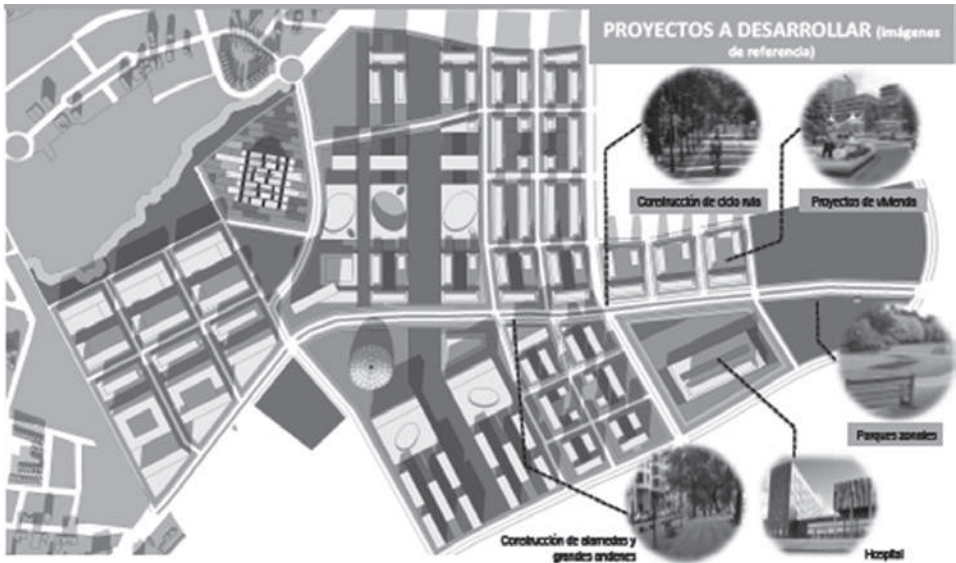 PROYECTOS A DESARROLLAR (Imágenes
de referencia)
Construcción de ciclo ruta
Proyectos de vivienda
Parques zonales
Construcción de alamedas y
grandes andenes
Hospital